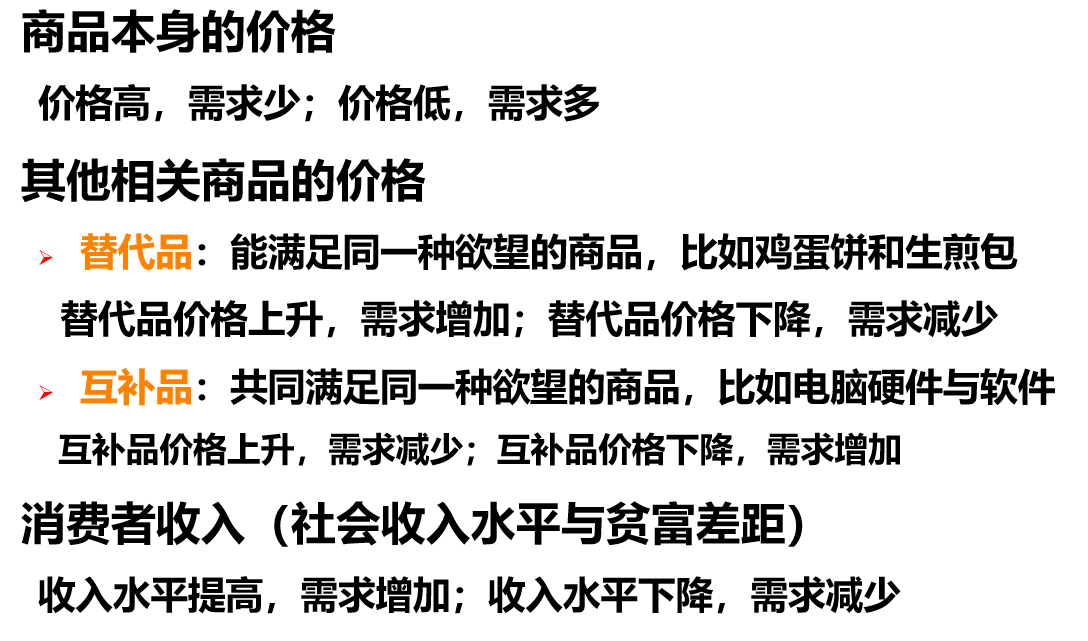 商品本身的价格
价格高，需求少；价格低，需求多
其他相关商品的价格
替代品：能满足同一种欲望的商品，比如鸡蛋饼和生煎包
替代品价格上升，需求增加；替代品价格下降，需求减少
互补品：共同满足同一种欲望的商品，比如电脑硬件与软件
互补品价格上升，需求减少；互补品价格下降，需求增加
消费者收入（社会收入水平与贫富差距）
收入水平提高，需求增加；收入水平下降，需求减少